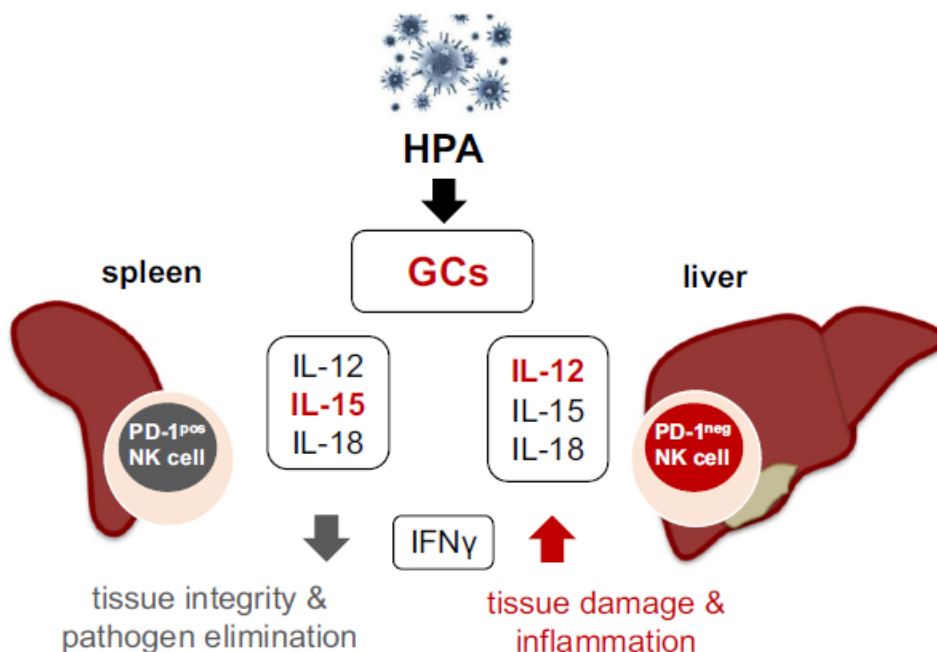 HPA
GCs
spleen
liver
IL-12
IL-15
IL-18
IL-12
IL-15
IL-18
PD-1pos
NK cell
PD-1neg
NK cell
IFNγ
tissue integrity &
pathogen elimination
tissue damage &
inflammation